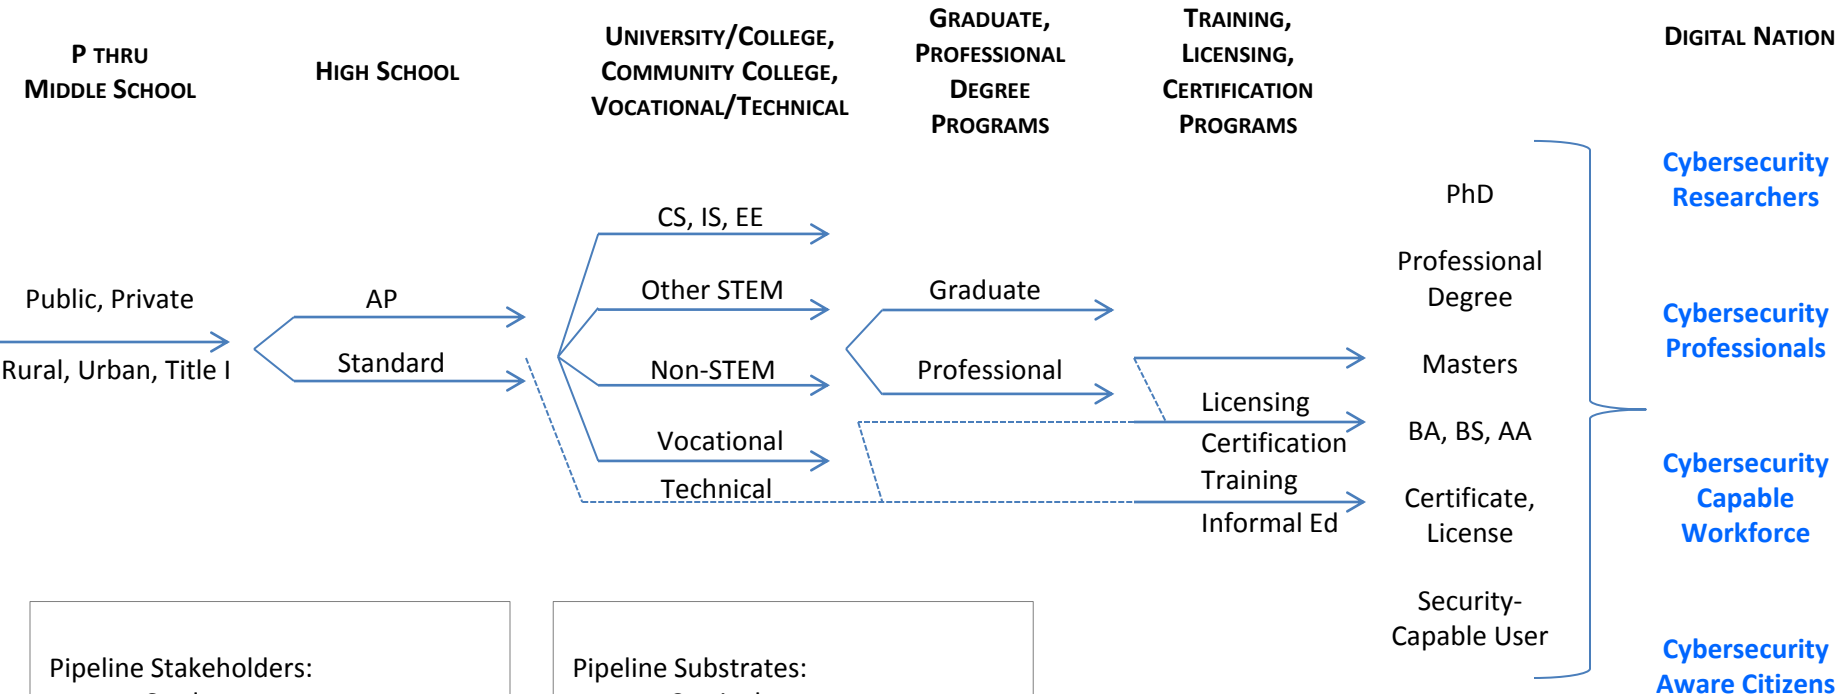 P THRU
MIDDLE SCHOOL
HIGH SCHOOL
UNIVERSITY/COLLEGE,
COMMUNITY COLLEGE,
VOCATIONAL/TECHNICAL
GRADUATE,
PROFESSIONAL
DEGREE
PROGRAMS
TRAINING,
LICENSING,
CERTIFICATION
PROGRAMS
DIGITAL NATION
Public, Private
Rural, Urban, Title I
AP
Standard
CS, IS, EE
Other STEM
Non-STEM
Vocational
Technical
Graduate
Professional
Licensing
Certification
Training
Informal Ed
PhD
Professional
Degree
Masters
BA, BS, AA
Certificate,
License
Security-
Capable User
Cybersecurity
Researchers
Cybersecurity
Professionals
Cybersecurity
Capable
Workforce
Cybersecurity
Aware Citizens
Pipeline Stakeholders:
Pipeline Substrates: